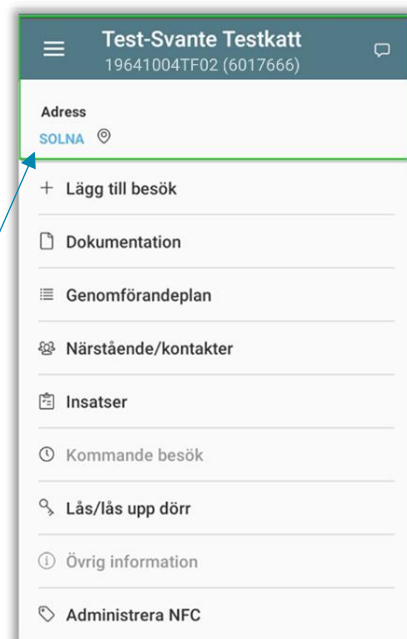 Test-Svante Testkatt
19641004TF02 (6017666)
Adress
SOLNA
Lägg till besök
Dokumentation
Genomförandeplan
Närstående/kontakter
Insatser
Kommande besök
Lås/lås upp dörr
Övrig information
Administrera NFC